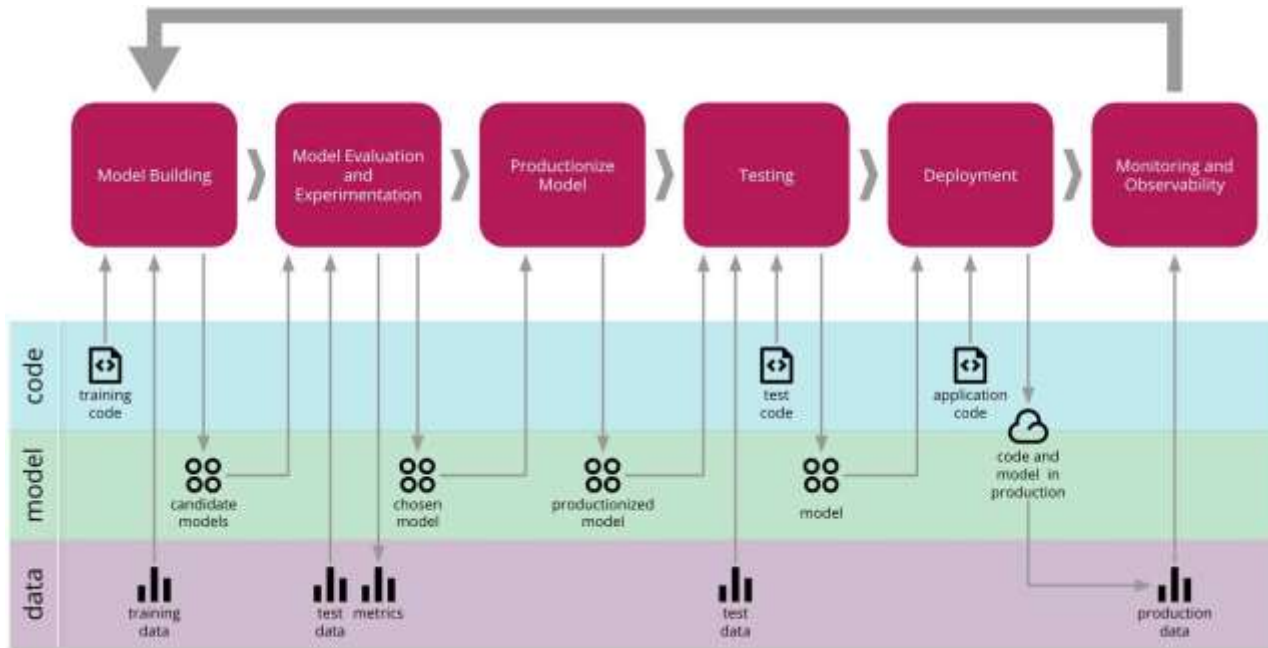 Model Building
Model Evaluation
and
Experimentation
Productionize
Model
Testing
Deployment
Monitoring and
Observability
code
training
code
test
code
application
code
model
candidate
models
chosen
model
productionized
model
model
code and
model in
production
data
training
data
test
data
metrics
test
data
production
data